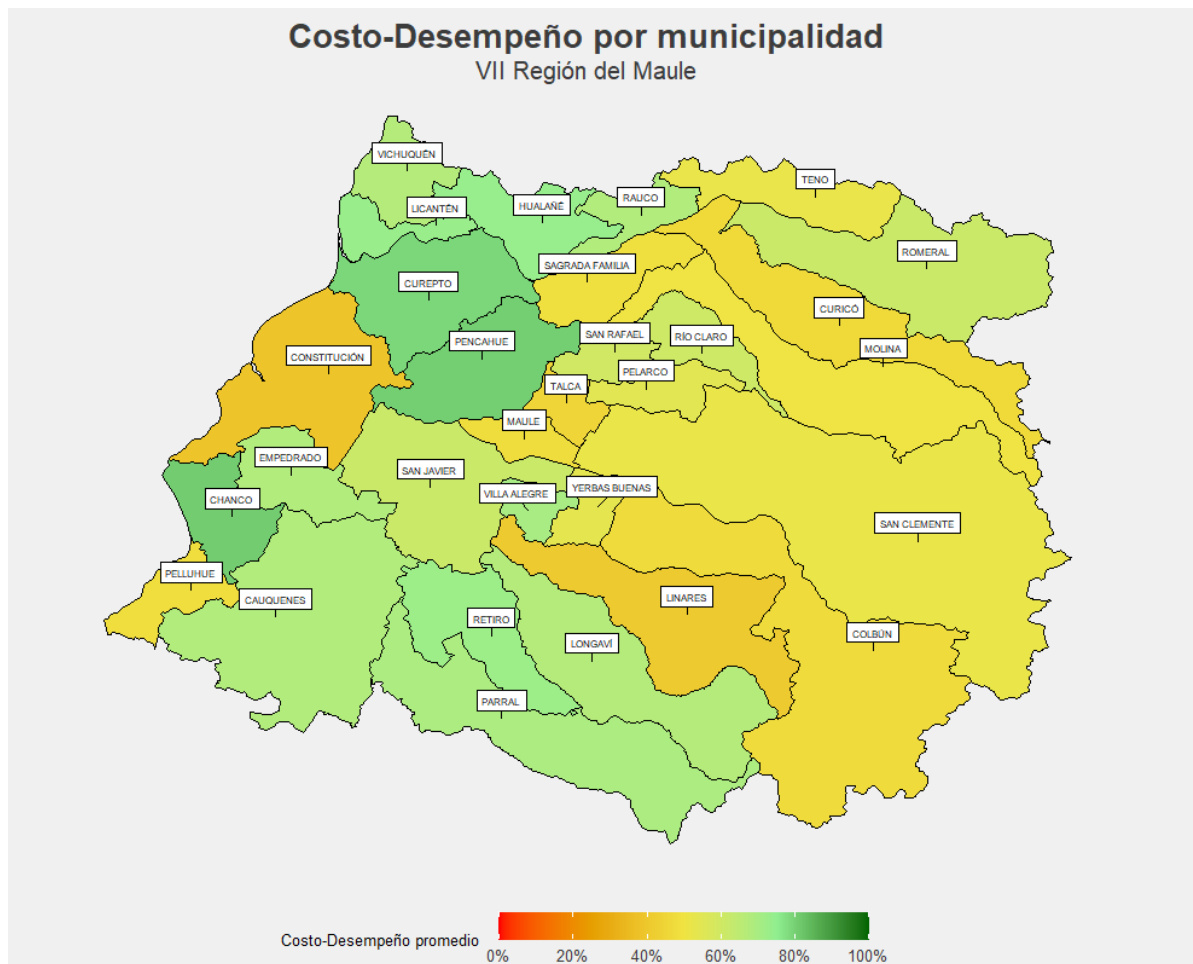 Costo-Desempeño por municipalidad
VII Región del Maule
VICHUQUÉN
TENO
RAUCO
HUALAÑÉ
LICANTÉN
ROMERAL
SAGRADA FAMILIA
CUREPTO
CURICÓ
SAN RAFAEL
RÍO CLARO
PENCAHUE
MOLINA
CONSTITUCIÓN
PELARCO
TALCA
MAULE
EMPEDRADO
SAN JAVIER
YERBAS BUENAS
VILLA ALEGRE
CHANCO
SAN CLEMENTE
PELLUHUE
CAUQUENES
LINARES
RETIRO
COLBÚN
LONGAVÍ
PARRAL
Costo-Desempeño promedio
0% 20% 40% 60% 80% 100%